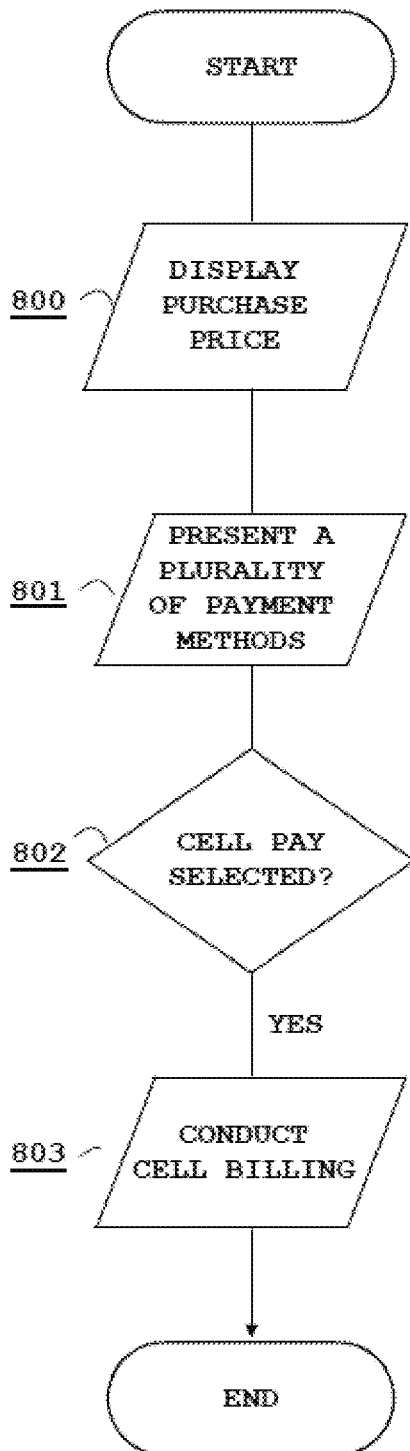 START
800
DISPLAY
PURCHASE
PRICE
801
PRESENT A
PLURALITY
OF PAYMENT
METHODS
802
CELL PAY
SELECTED?
YES
803
CONDUCT
CELL BILLING
END